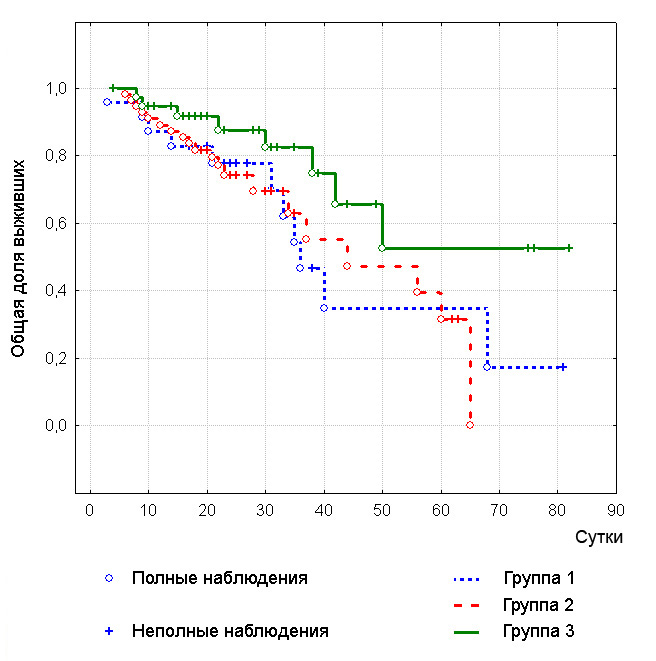 Общая доля выживших
1,0
0,8
0,6
0,4
0,2
0,0
0 10 20 30 40 50 60 70 80 90
Сутки
Полные наблюдения
Неполные наблюдения
Группа 1
Группа 2
Группа 3